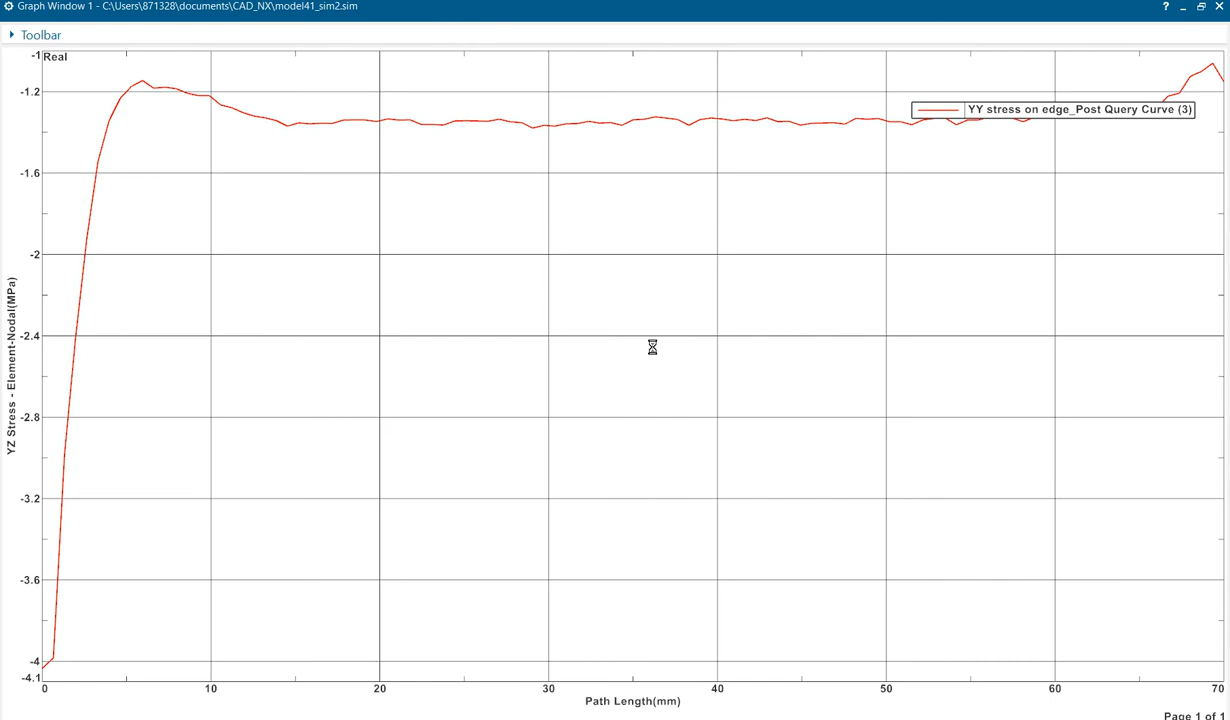 Graph Window 1 - C:\Users\871328\documents\CAD_NX\model41_sim2.sim
Toolbar
Real
YY stress on edge_Post Query Curve (3)
YZ Stress - Element-Nodal(MPa)
-1
-1.2
-1.6
-2
-2.4
-2.8
-3.2
-3.6
-4
-4.1
0 10 20 30 40 50 60 70
Path Length(mm)
Page 1 of 1